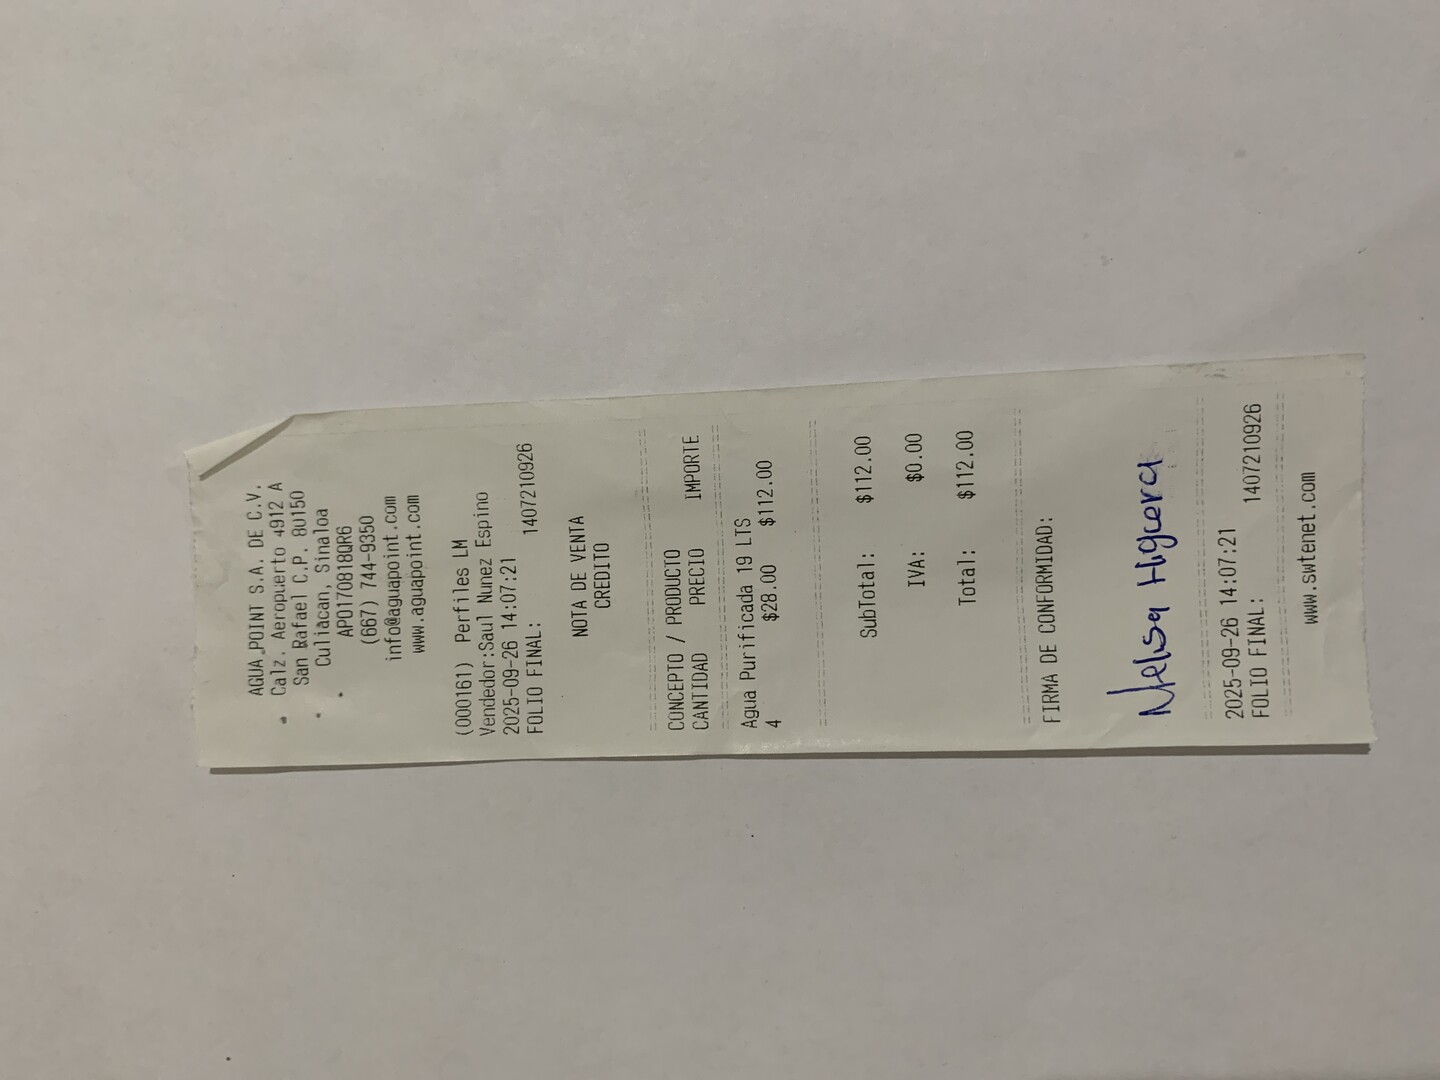 AGUA POINT S.A. DE C.V.
Calz. Aeropuerto 4912 A
San Rafael C.P. 80150
Culiacan, Sinaloa
APO170818QR6
(667) 744-9350
info@aguapoint.com
www.aguapoint.com
(000161) Perfiles LM
Vendedor:Saul Nunez Espino
2025-09-26 14:07:21
FOLIO FINAL: 1407210926
NOTA DE VENTA
CREDITO
CONCEPTO / PRODUCTO
CANTIDAD PRECIO IMPORTE
Agua Purificada 19 LTS
4 $28.00 $112.00
SubTotal: $112.00
IVA: $0.00
Total: $112.00
FIRMA DE CONFORMIDAD:
Nelsa Higuera
2025-09-26 14:07:21
FOLIO FINAL: 1407210926
www.swtenet.com